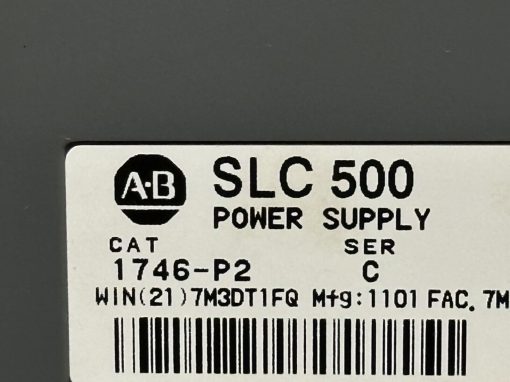 A·B SLC 500
POWER SUPPLY
CAT SER
1746-P2 C
WIN(21)7M3DT1FQ Mfg:1101 FAC. 7M